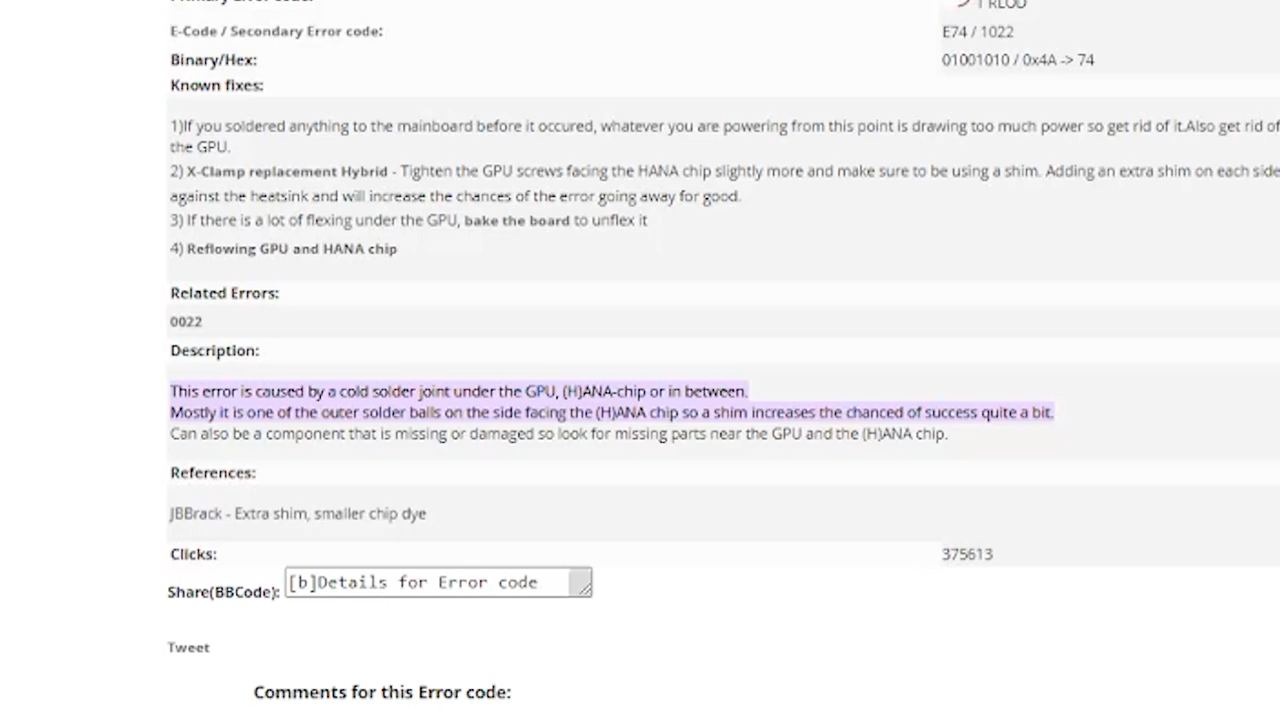 Primary Error code:
1 RLOD
E-Code / Secondary Error code:
E74 / 1022
Binary/Hex:
01001010 / 0x4A -> 74
Known fixes:
1)If you soldered anything to the mainboard before it occured, whatever you are powering from this point is drawing too much power so get rid of it.Also get rid of
the GPU.
2) X-Clamp replacement Hybrid - Tighten the GPU screws facing the HANA chip slightly more and make sure to be using a shim. Adding an extra shim on each side
against the heatsink and will increase the chances of the error going away for good.
3) If there is a lot of flexing under the GPU, bake the board to unflex it
4) Reflowing GPU and HANA chip
Related Errors:
0022
Description:
This error is caused by a cold solder joint under the GPU, (H)ANA-chip or in between.
Mostly it is one of the outer solder balls on the side facing the (H)ANA chip so a shim increases the chanced of success quite a bit.
Can also be a component that is missing or damaged so look for missing parts near the GPU and the (H)ANA chip.
References:
JBBrack - Extra shim, smaller chip dye
Clicks:
375613
Share(BBCode):
[b]Details for Error code
Tweet
Comments for this Error code: